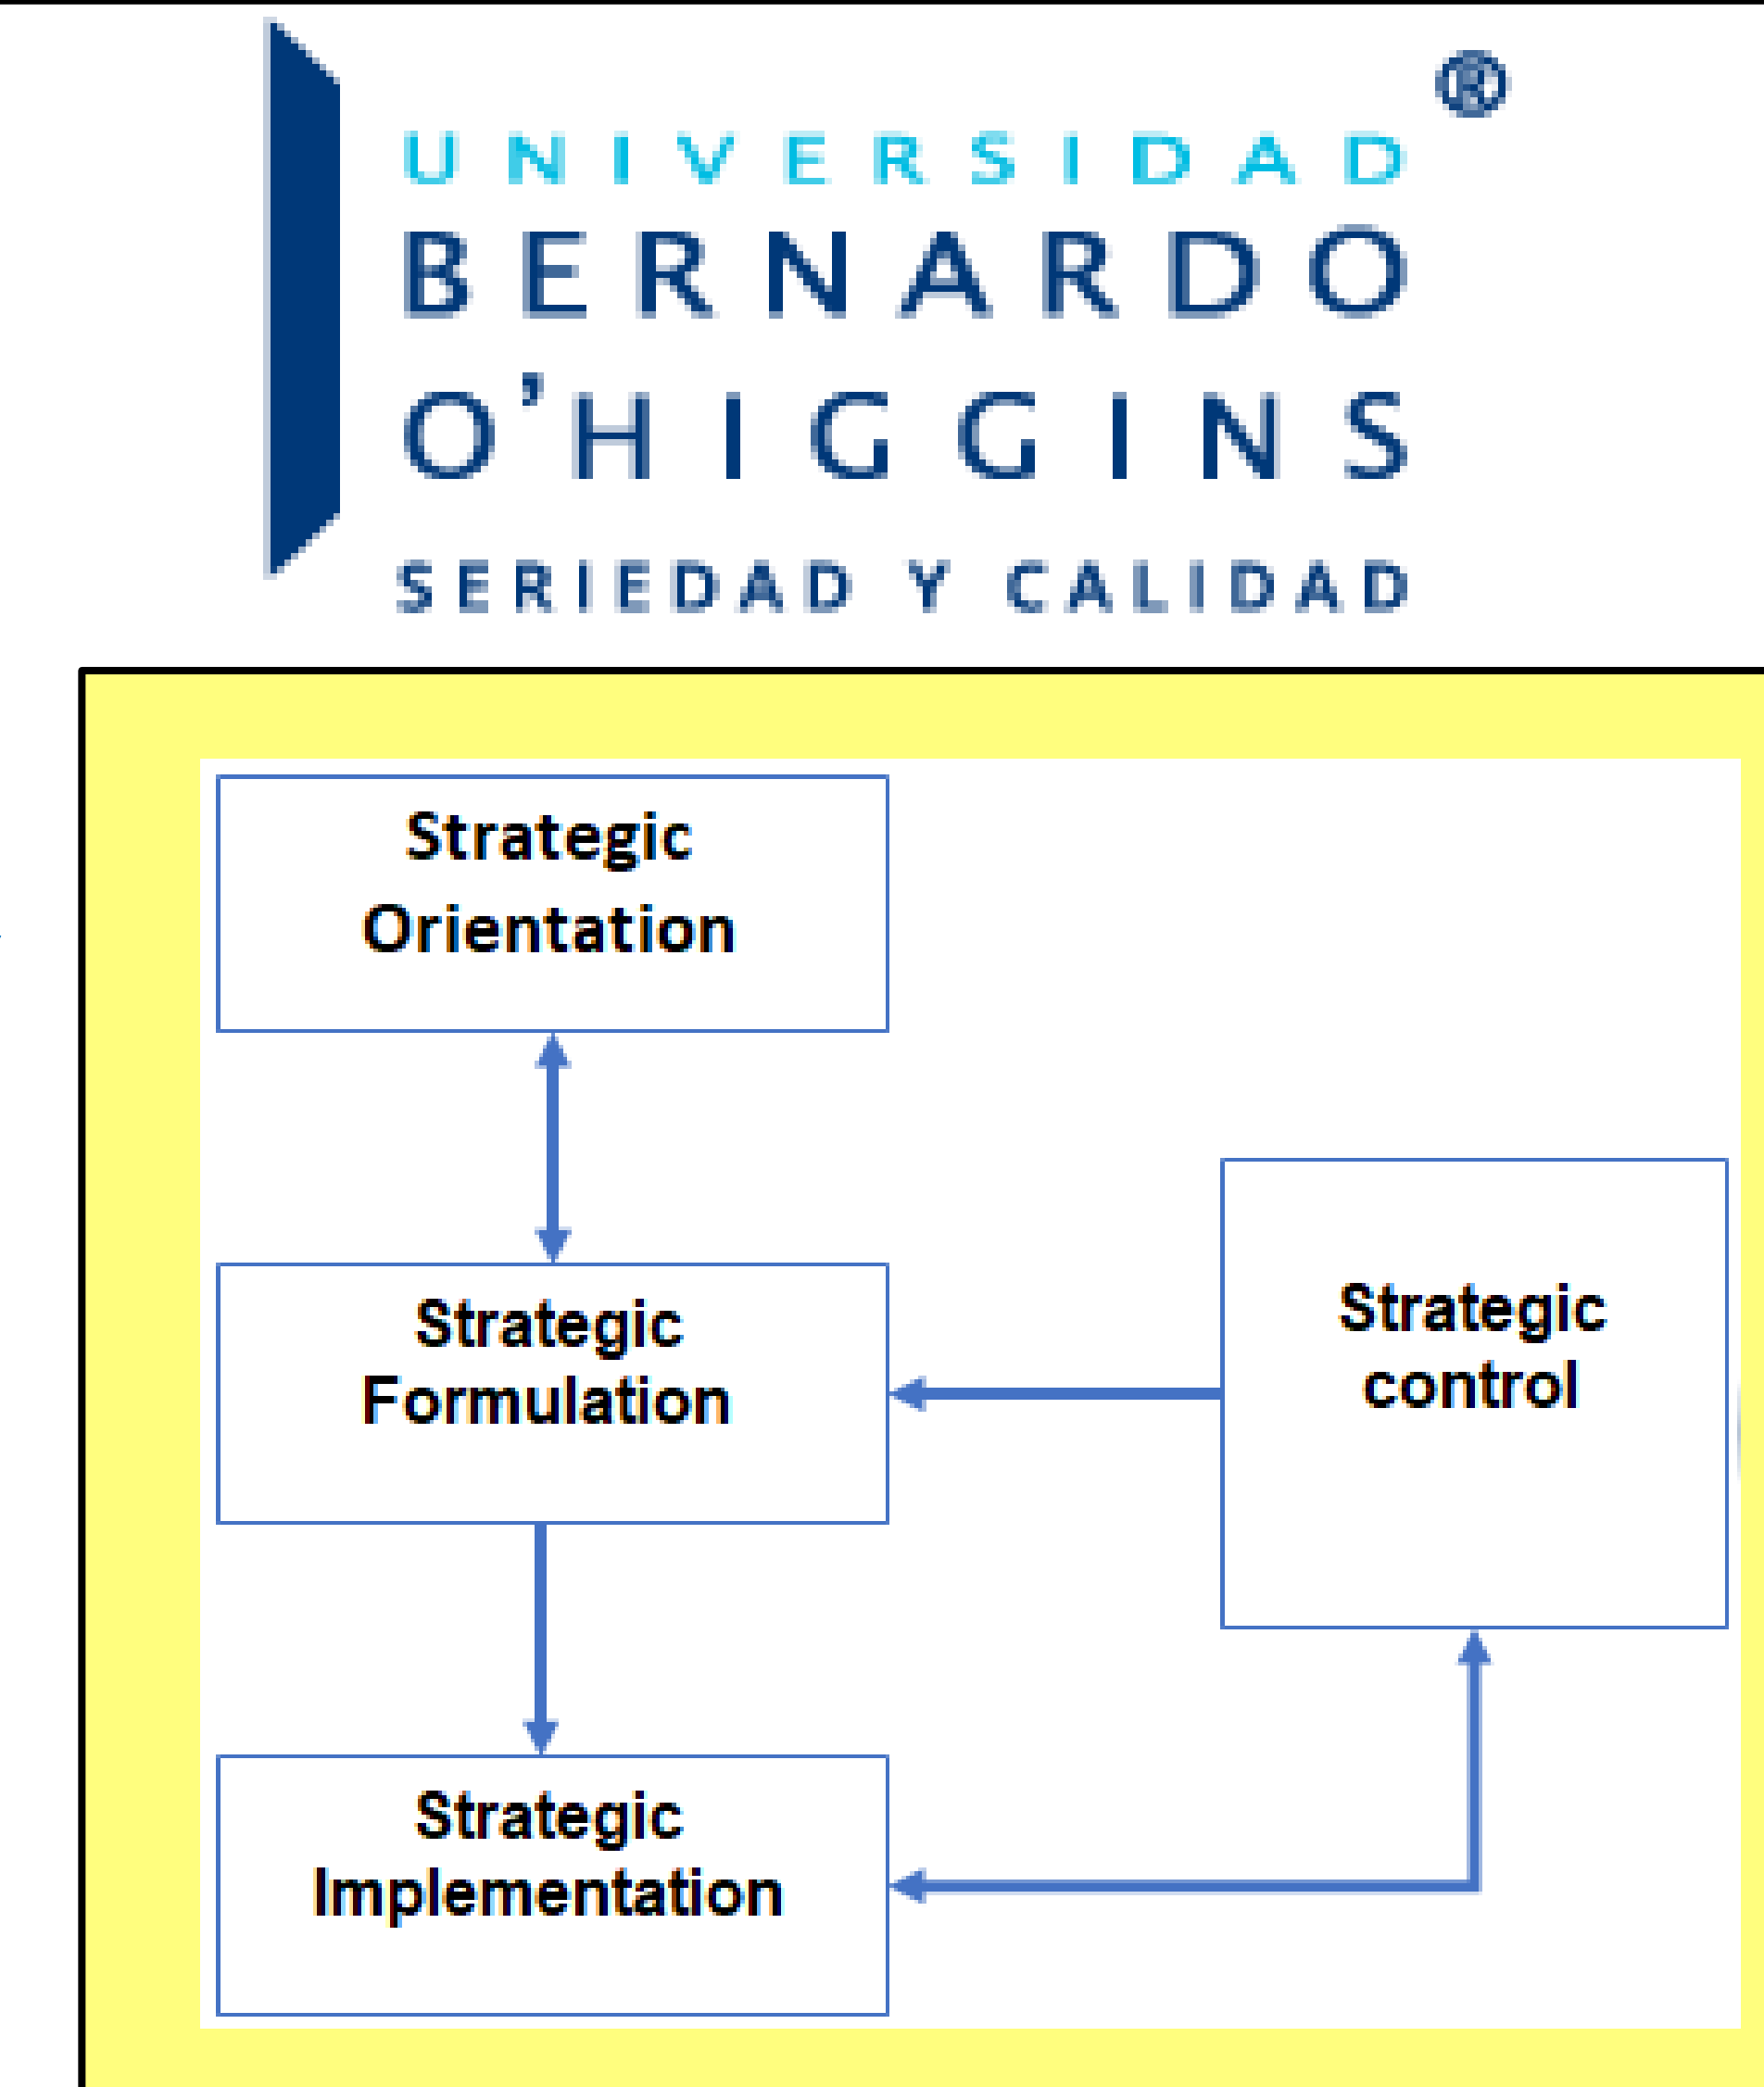 UNIVERSIDAD®
BERNARDO
O’HIGGINS
SERIEDAD Y CALIDAD
Strategic
Orientation
Strategic
Formulation
Strategic
control
Strategic
Implementation